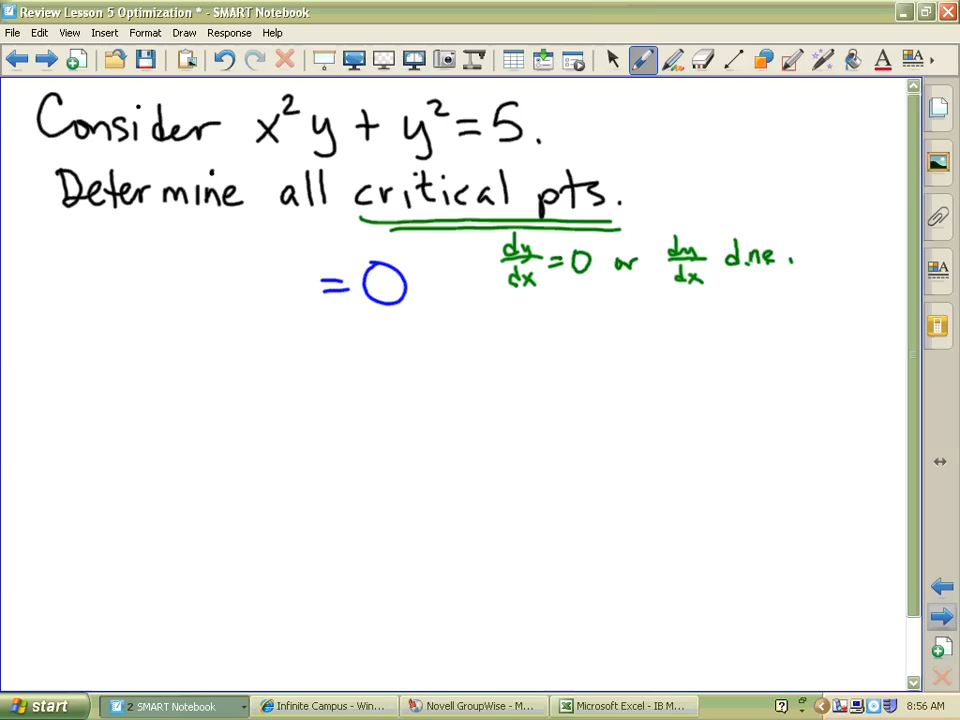 Review Lesson 5 Optimization * - SMART Notebook
File Edit View Insert Format Draw Response Help
Consider x²y + y² = 5.
Determine all critical pts.
dy/dx = 0 or dy/dx d.n.e.
= 0
start 2 SMART Notebook Infinite Campus - Win... Novell GroupWise - M... Microsoft Excel - IB M... 8:56 AM